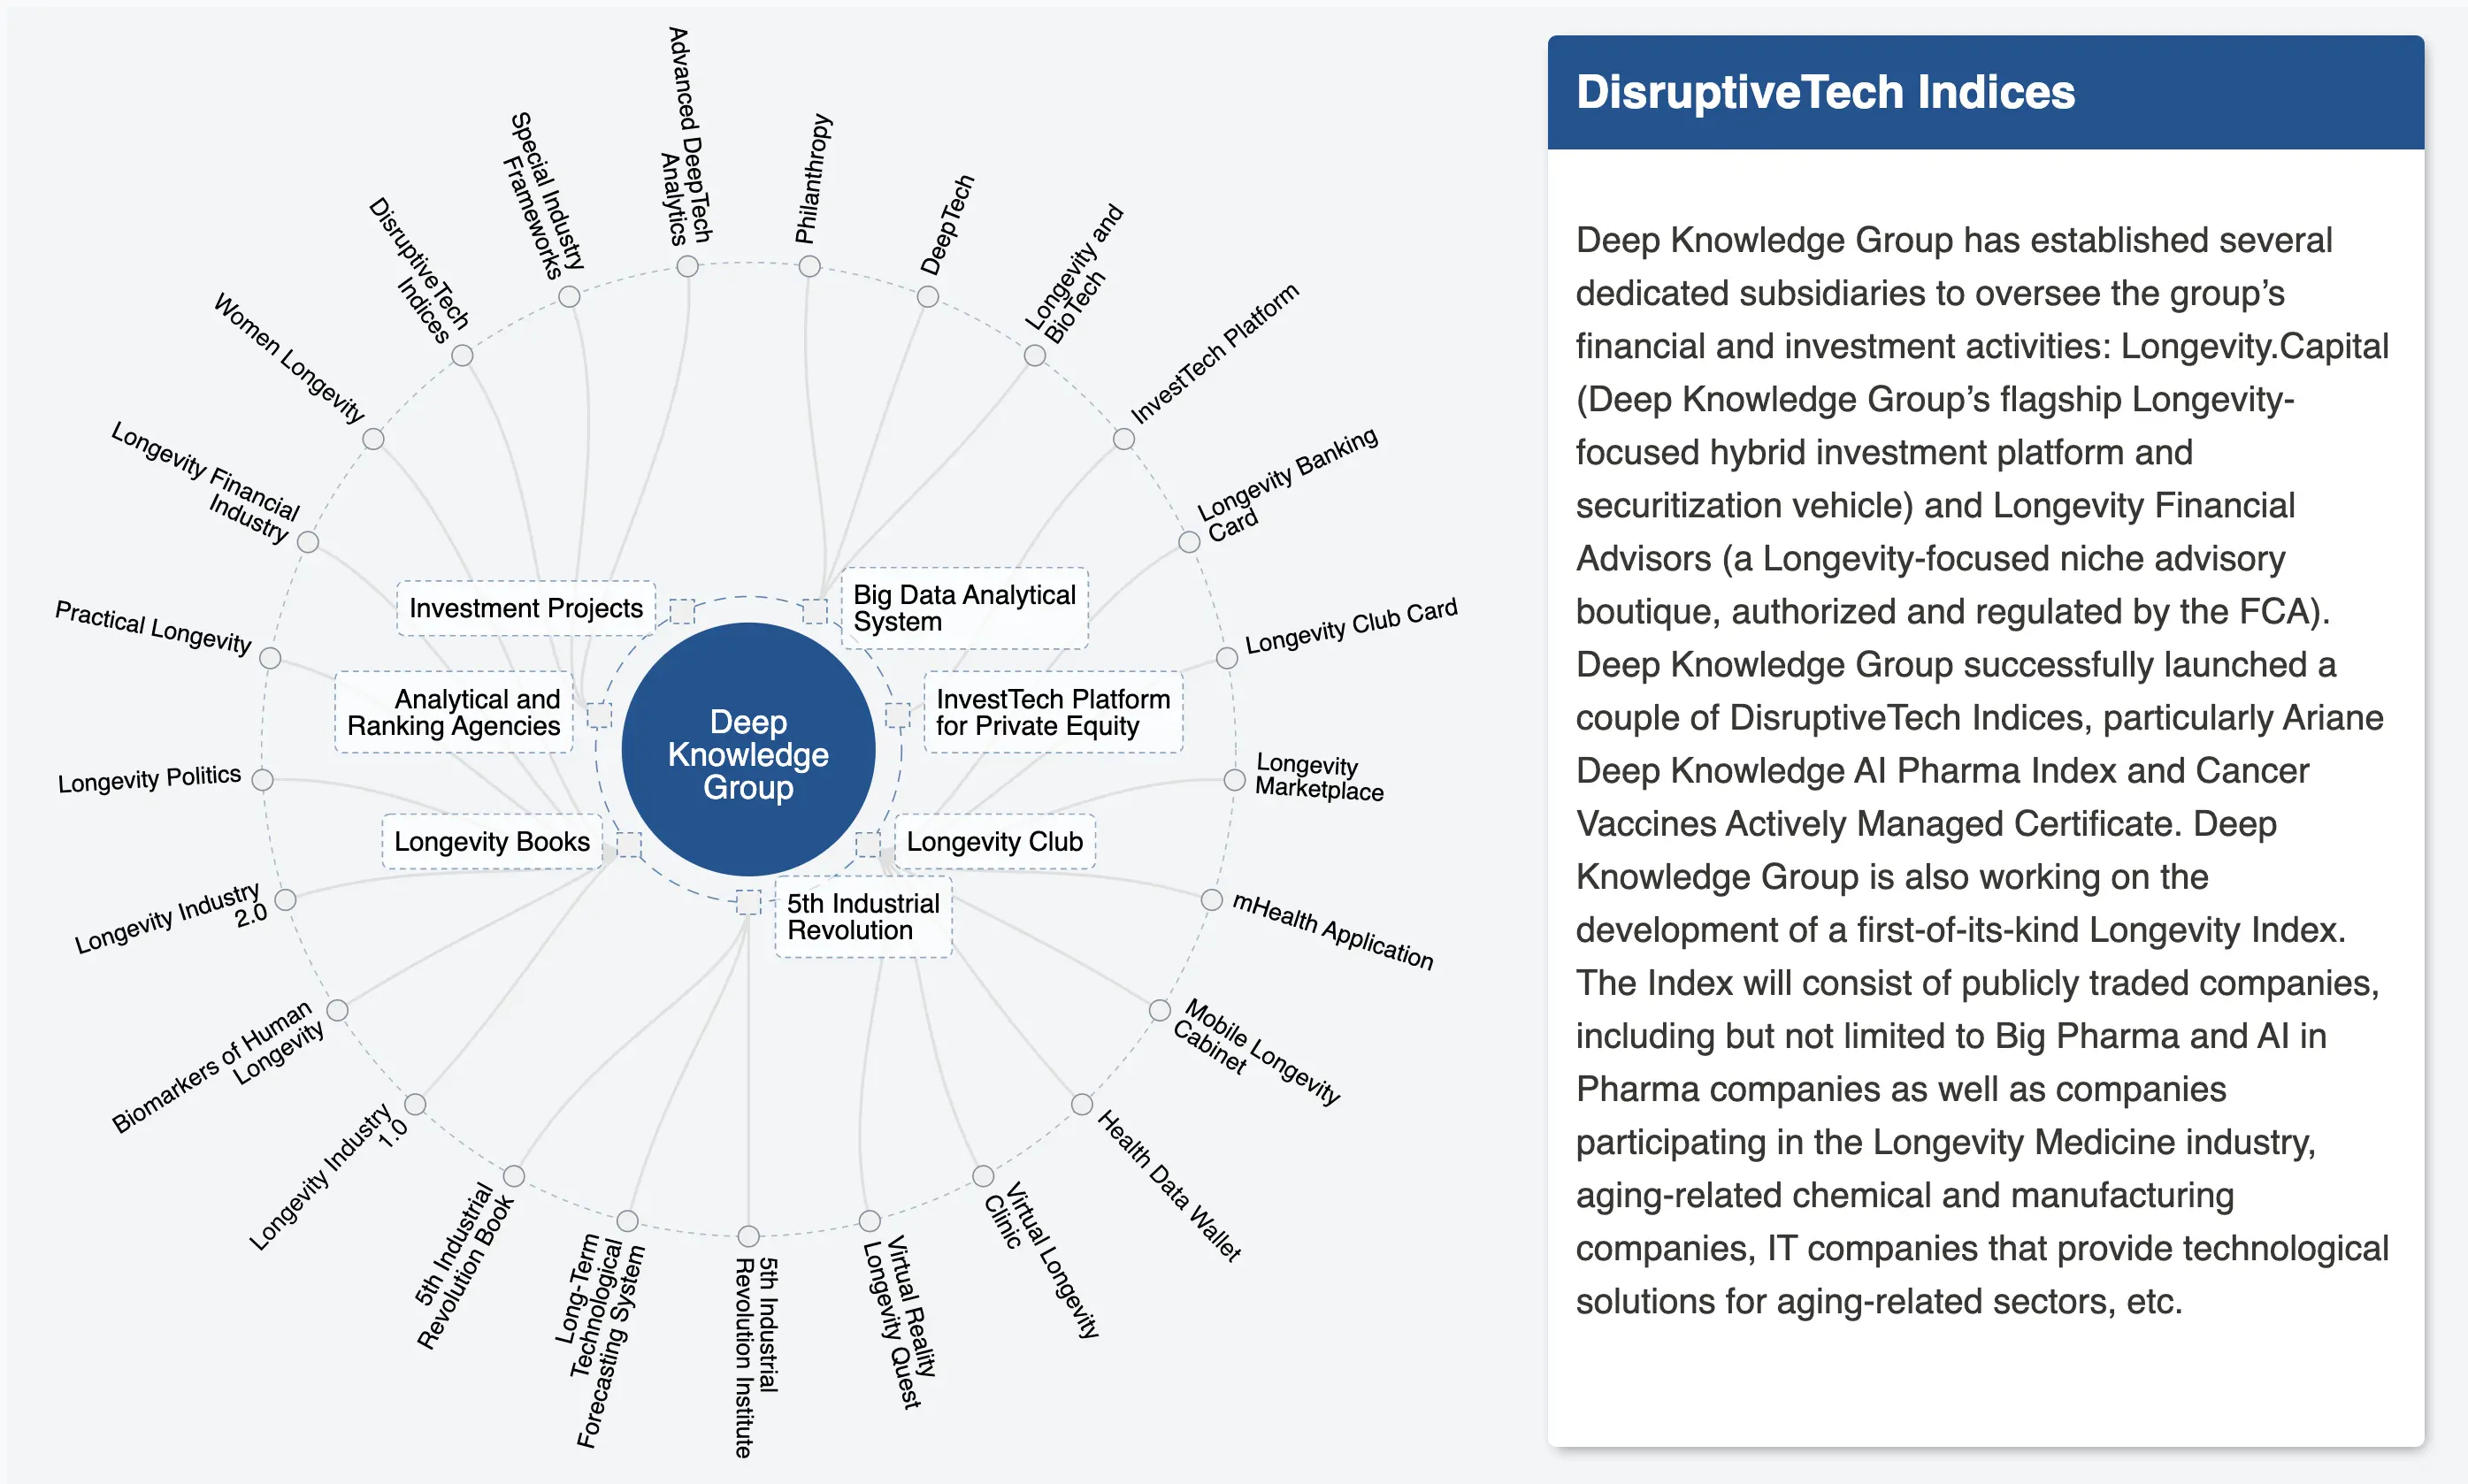 Advanced DeepTech
Analytics
Philanthropy
DeepTech
Longevity and
BioTech
InvestTech Platform
Longevity Banking
Card
Longevity Club Card
Longevity
Marketplace
mHealth Application
Mobile Longevity
Cabinet
Health Data Wallet
Virtual Longevity
Clinic
Virtual Reality
Longevity Quest
5th Industrial
Revolution Institute
Long-Term
Technological
Forecasting System
5th Industrial
Revolution Book
Longevity Industry
1.0
Biomarkers of Human
Longevity
Longevity Industry
2.0
Longevity Politics
Practical Longevity
Longevity Financial
Industry
Women Longevity
DisruptiveTech
Indices
Special Industry
Frameworks
Investment Projects
Big Data Analytical
System
Analytical and
Ranking Agencies
InvestTech Platform
for Private Equity
Longevity Books
Longevity Club
5th Industrial
Revolution
Deep
Knowledge
Group
DisruptiveTech Indices
Deep Knowledge Group has established several
dedicated subsidiaries to oversee the group’s
financial and investment activities: Longevity.Capital
(Deep Knowledge Group’s flagship Longevity-
focused hybrid investment platform and
securitization vehicle) and Longevity Financial
Advisors (a Longevity-focused niche advisory
boutique, authorized and regulated by the FCA).
Deep Knowledge Group successfully launched a
couple of DisruptiveTech Indices, particularly Ariane
Deep Knowledge AI Pharma Index and Cancer
Vaccines Actively Managed Certificate. Deep
Knowledge Group is also working on the
development of a first-of-its-kind Longevity Index.
The Index will consist of publicly traded companies,
including but not limited to Big Pharma and AI in
Pharma companies as well as companies
participating in the Longevity Medicine industry,
aging-related chemical and manufacturing
companies, IT companies that provide technological
solutions for aging-related sectors, etc.